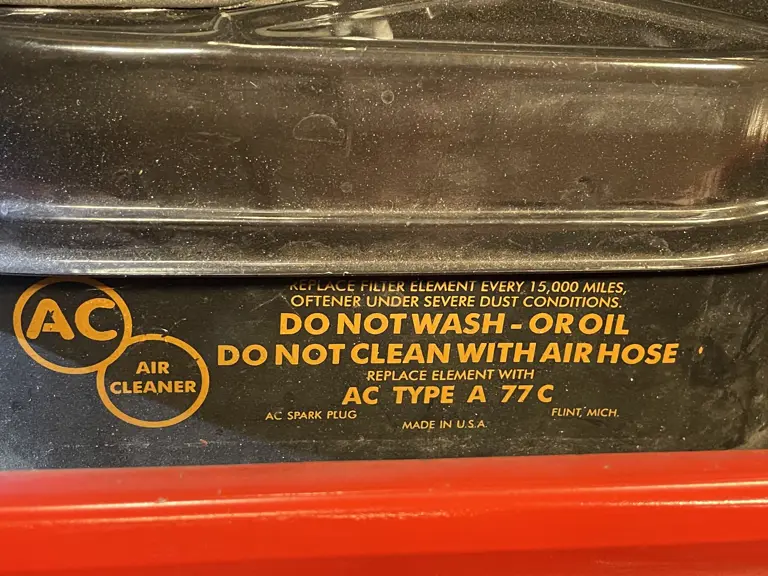 AC
AIR
CLEANER
REPLACE FILTER ELEMENT EVERY 15,000 MILES,
OFTENER UNDER SEVERE DUST CONDITIONS.
DO NOT WASH - OR OIL
DO NOT CLEAN WITH AIR HOSE
REPLACE ELEMENT WITH
AC TYPE A 77 C
AC SPARK PLUG FLINT, MICH.
MADE IN U.S.A.